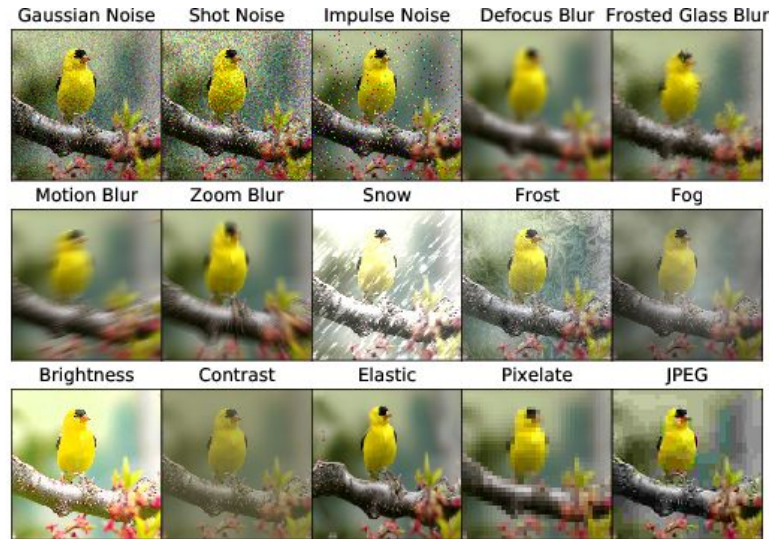 Gaussian Noise Shot Noise Impulse Noise Defocus Blur Frosted Glass Blur
Motion Blur Zoom Blur Snow Frost Fog
Brightness Contrast Elastic Pixelate JPEG